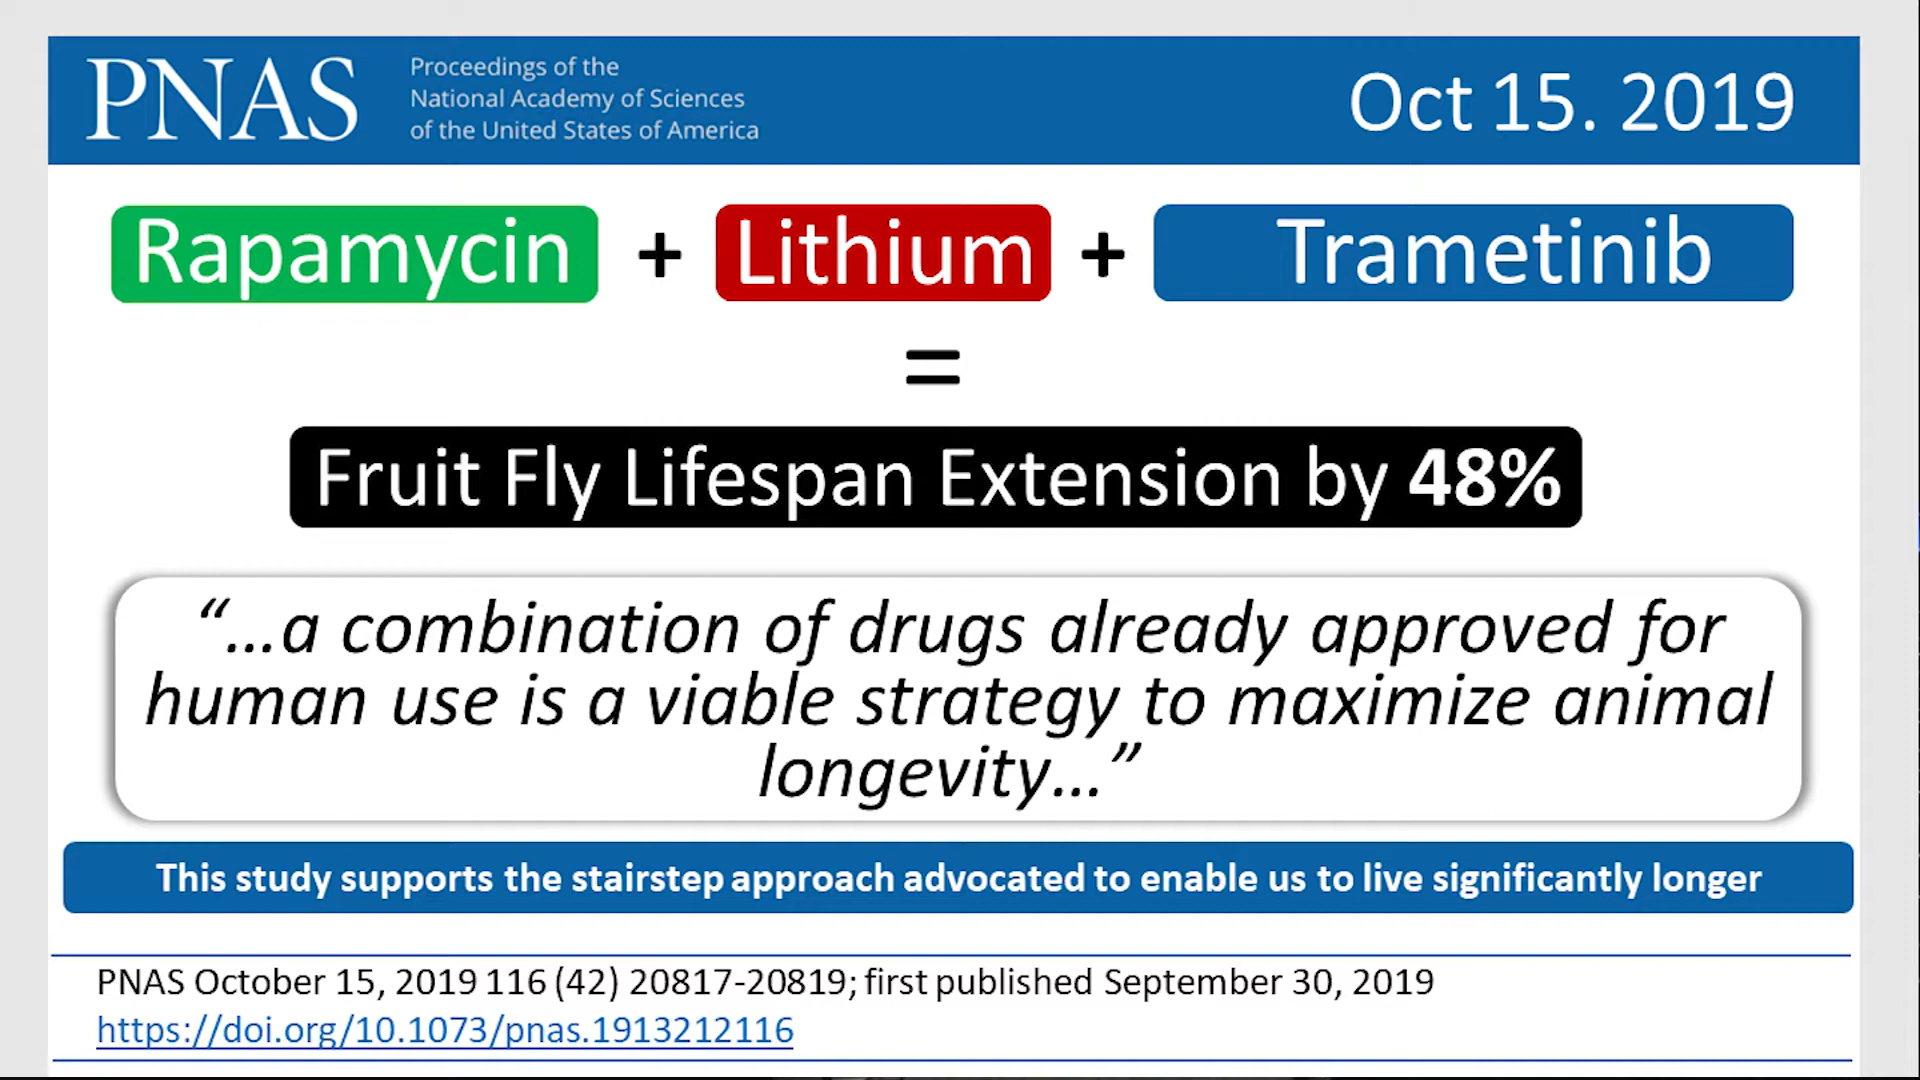 PNAS
Proceedings of the
National Academy of Sciences
of the United States of America
Oct 15. 2019
Rapamycin + Lithium + Trametinib
=
Fruit Fly Lifespan Extension by 48%
“...a combination of drugs already approved for
human use is a viable strategy to maximize animal
longevity...”
This study supports the stairstep approach advocated to enable us to live significantly longer
PNAS October 15, 2019 116 (42) 20817-20819; first published September 30, 2019
https://doi.org/10.1073/pnas.1913212116